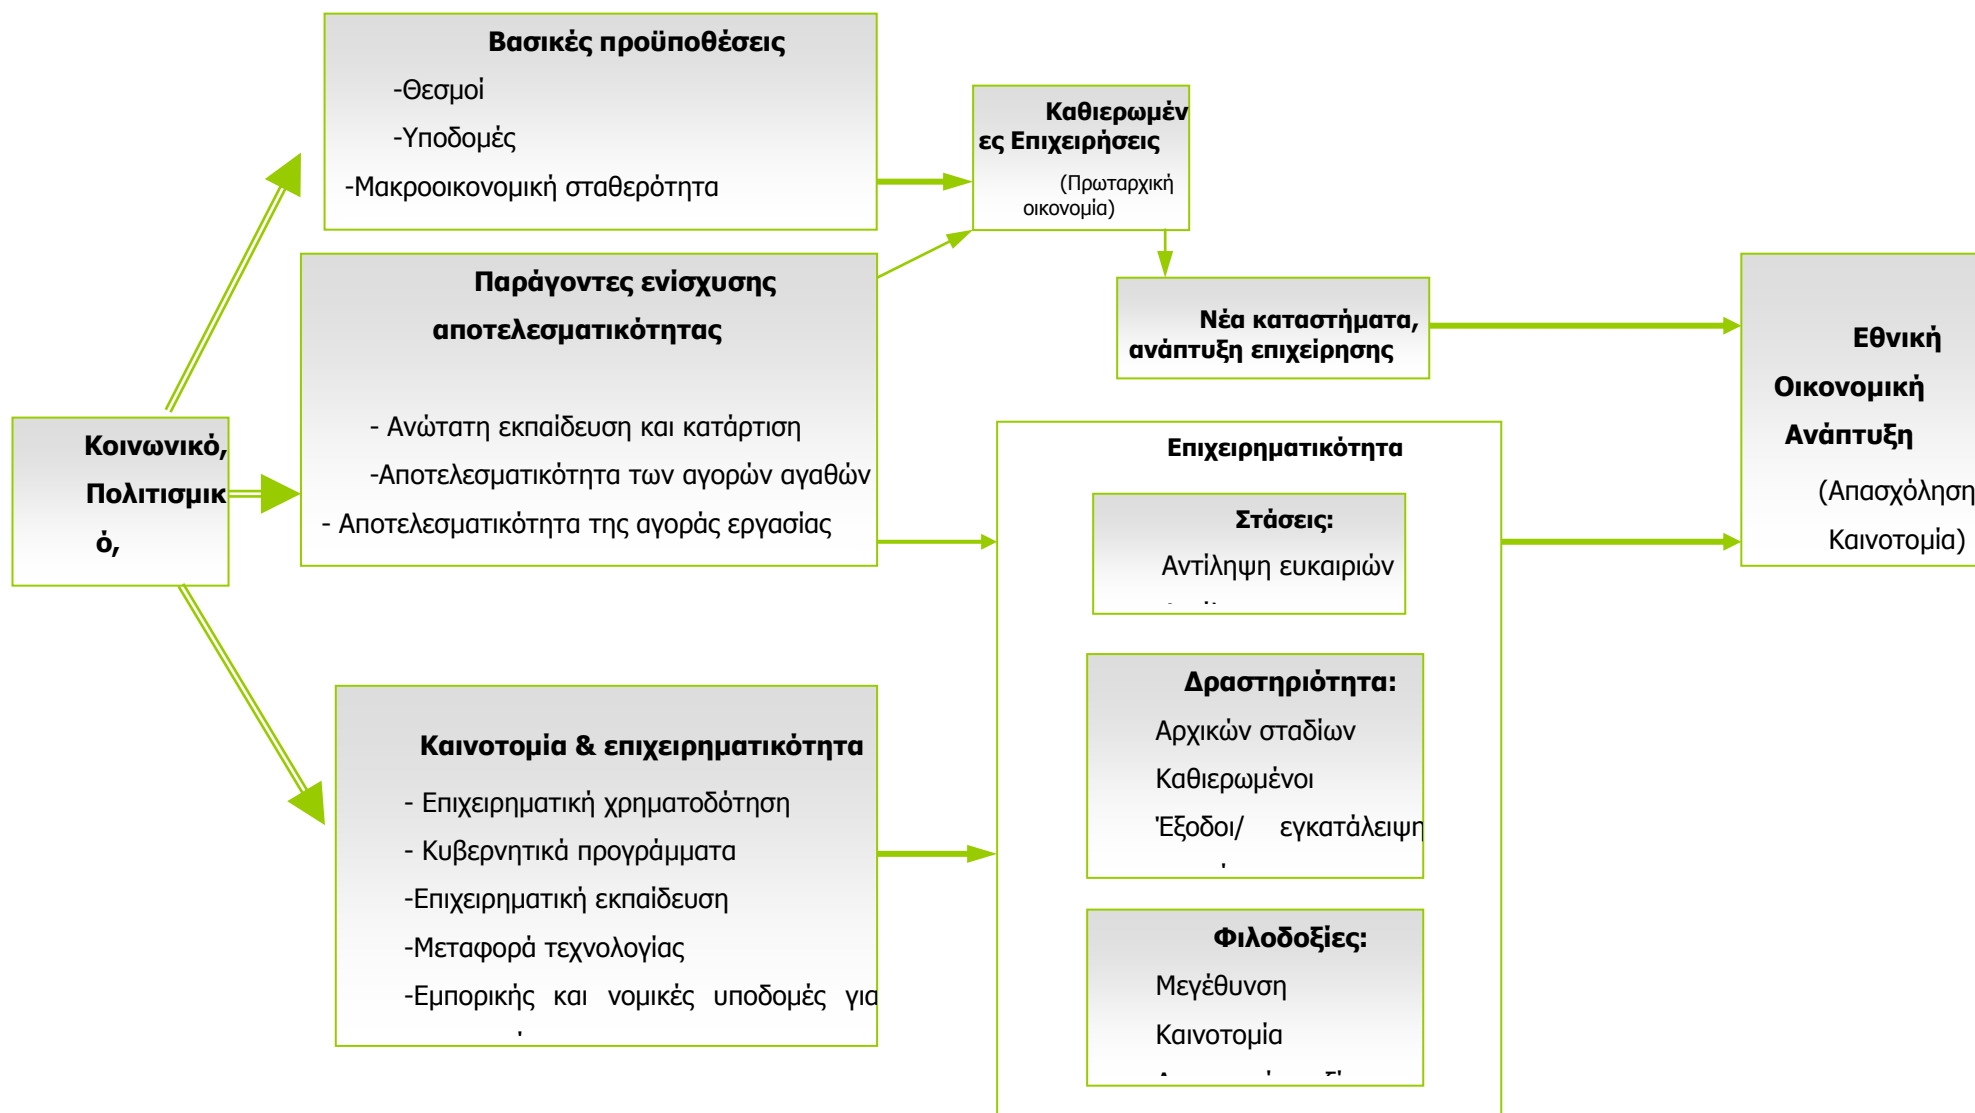 Βασικές προϋποθέσεις
-Θεσμοί
-Υποδομές
-Μακροοικονομική σταθερότητα
Καθιερωμέν
ες Επιχειρήσεις
(Πρωταρχική
οικονομία)
Παράγοντες ενίσχυσης
αποτελεσματικότητας
- Ανώτατη εκπαίδευση και κατάρτιση
-Αποτελεσματικότητα των αγορών αγαθών
- Αποτελεσματικότητα της αγοράς εργασίας
Νέα καταστήματα,
ανάπτυξη επιχείρησης
Εθνική
Οικονομική
Ανάπτυξη
(Απασχόληση
Καινοτομία)
Κοινωνικό,
Πολιτισμικ
ό,
Επιχειρηματικότητα
Στάσεις:
Αντίληψη ευκαιριών
Δραστηριότητα:
Αρχικών σταδίων
Καθιερωμένοι
Έξοδοι/ εγκατάλειψη
Καινοτομία & επιχειρηματικότητα
- Επιχειρηματική χρηματοδότηση
- Κυβερνητικά προγράμματα
-Επιχειρηματική εκπαίδευση
-Μεταφορά τεχνολογίας
-Εμπορικής και νομικές υποδομές για
Φιλοδοξίες:
Μεγέθυνση
Καινοτομία